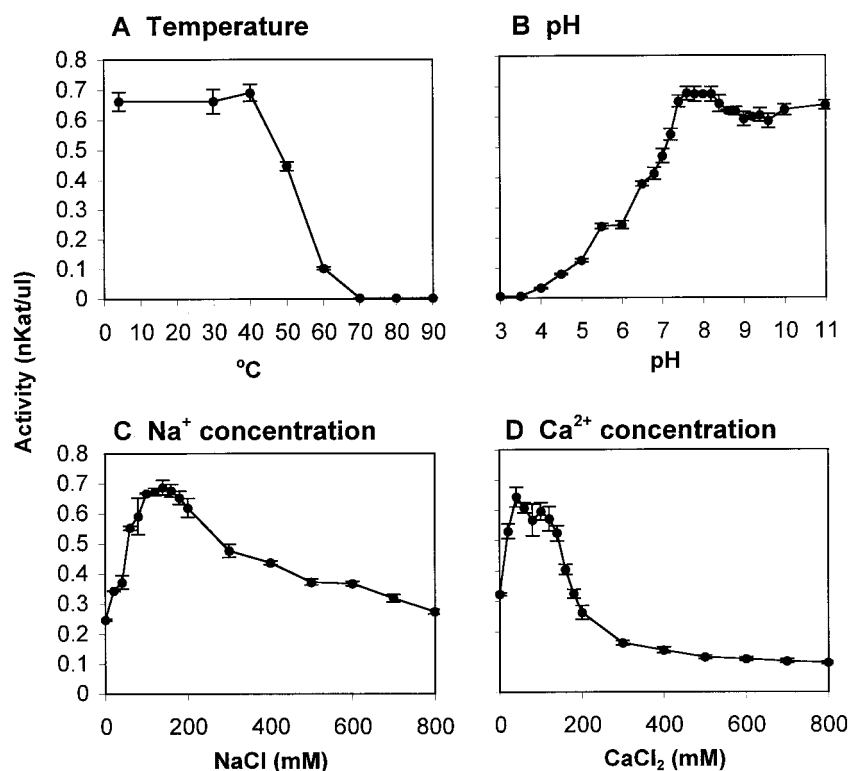 A Temperature
B pH
Activity (nKat/ul)
0.8
0.7
0.6
0.5
0.4
0.3
0.2
0.1
0
0 10 20 30 40 50 60 70 80 90
°C
3 4 5 6 7 8 9 10 11
pH
C Na⁺ concentration
D Ca²⁺ concentration
0.8
0.7
0.6
0.5
0.4
0.3
0.2
0.1
0
0 200 400 600 800
NaCl (mM)
0 200 400 600 800
CaCl₂ (mM)